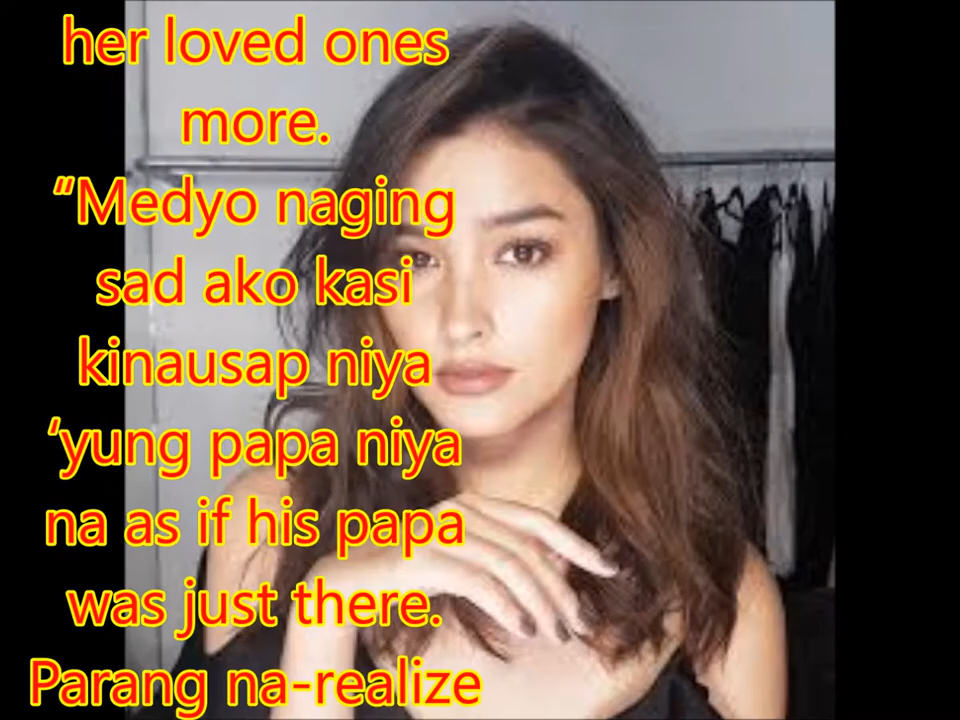 her loved ones
more.
“Medyo naging
sad ako kasi
kinausap niya
‘yung papa niya
na as if his papa
was just there.
Parang na-realize